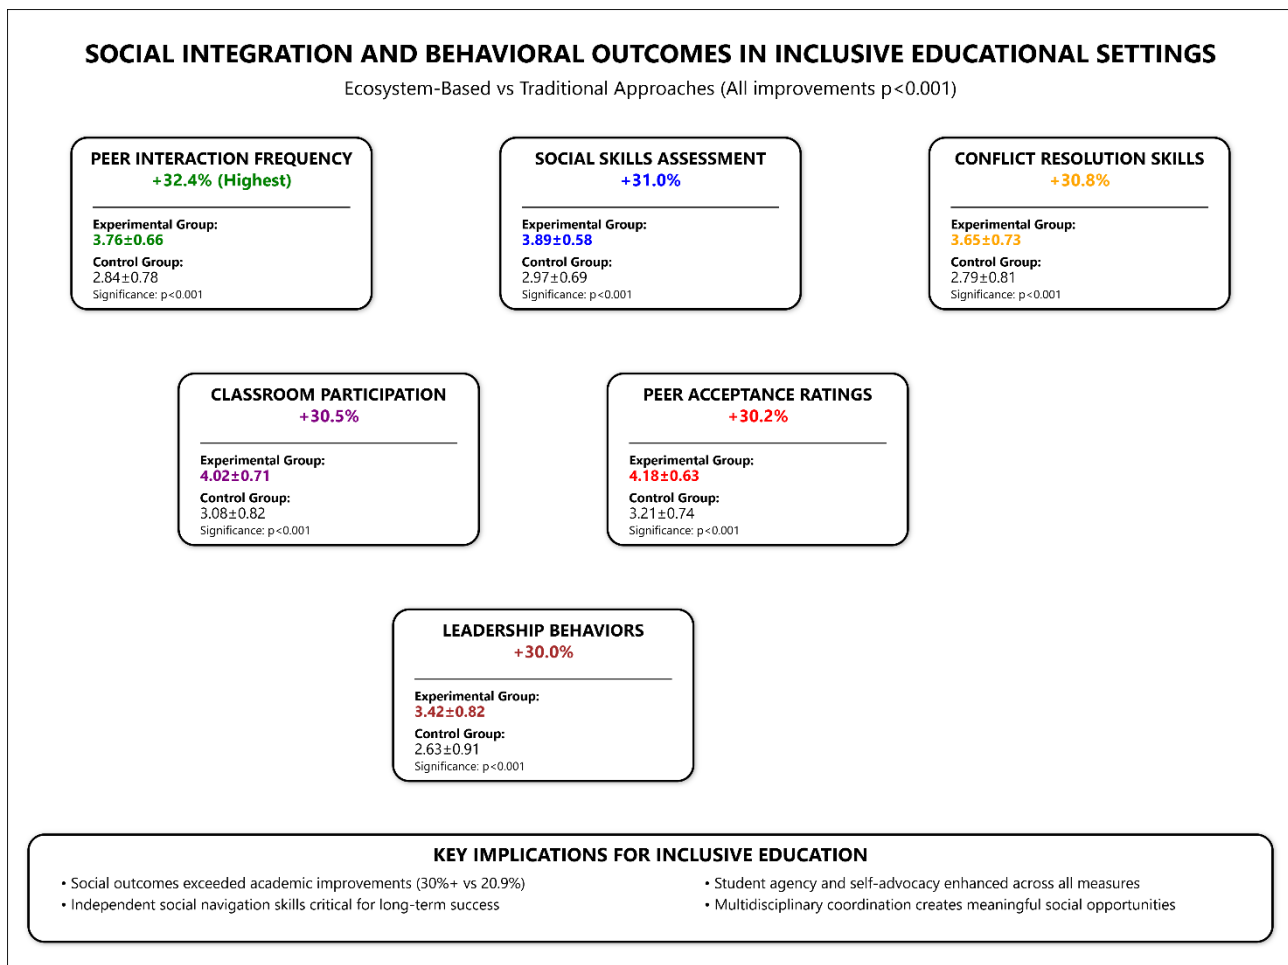 SOCIAL INTEGRATION AND BEHAVIORAL OUTCOMES IN INCLUSIVE EDUCATIONAL SETTINGS
Ecosystem-Based vs Traditional Approaches (All improvements p<0.001)
PEER INTERACTION FREQUENCY
+32.4% (Highest)
Experimental Group:
3.76±0.66
Control Group:
2.84±0.78
Significance: p<0.001
SOCIAL SKILLS ASSESSMENT
+31.0%
Experimental Group:
3.89±0.58
Control Group:
2.97±0.69
Significance: p<0.001
CONFLICT RESOLUTION SKILLS
+30.8%
Experimental Group:
3.65±0.73
Control Group:
2.79±0.81
Significance: p<0.001
CLASSROOM PARTICIPATION
+30.5%
Experimental Group:
4.02±0.71
Control Group:
3.08±0.82
Significance: p<0.001
PEER ACCEPTANCE RATINGS
+30.2%
Experimental Group:
4.18±0.63
Control Group:
3.21±0.74
Significance: p<0.001
LEADERSHIP BEHAVIORS
+30.0%
Experimental Group:
3.42±0.82
Control Group:
2.63±0.91
Significance: p<0.001
KEY IMPLICATIONS FOR INCLUSIVE EDUCATION
• Social outcomes exceeded academic improvements (30%+ vs 20.9%)
• Independent social navigation skills critical for long-term success
• Student agency and self-advocacy enhanced across all measures
• Multidisciplinary coordination creates meaningful social opportunities